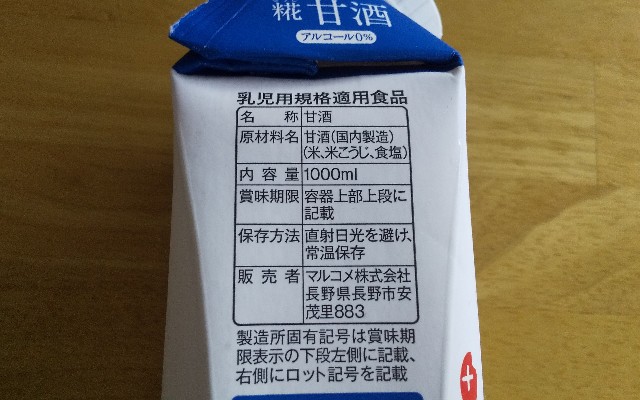 糀甘酒
アルコール0%
乳児用規格適用食品
名称 甘酒
原材料名 甘酒(国内製造)
(米、米こうじ、食塩)
内容量 1000ml
賞味期限 容器上部上段に
記載
保存方法 直射日光を避け、
常温保存
販売者 マルコメ株式会社
長野県長野市安
茂里883
製造所固有記号は賞味期
限表示の下段左側に記載、
右側にロット記号を記載